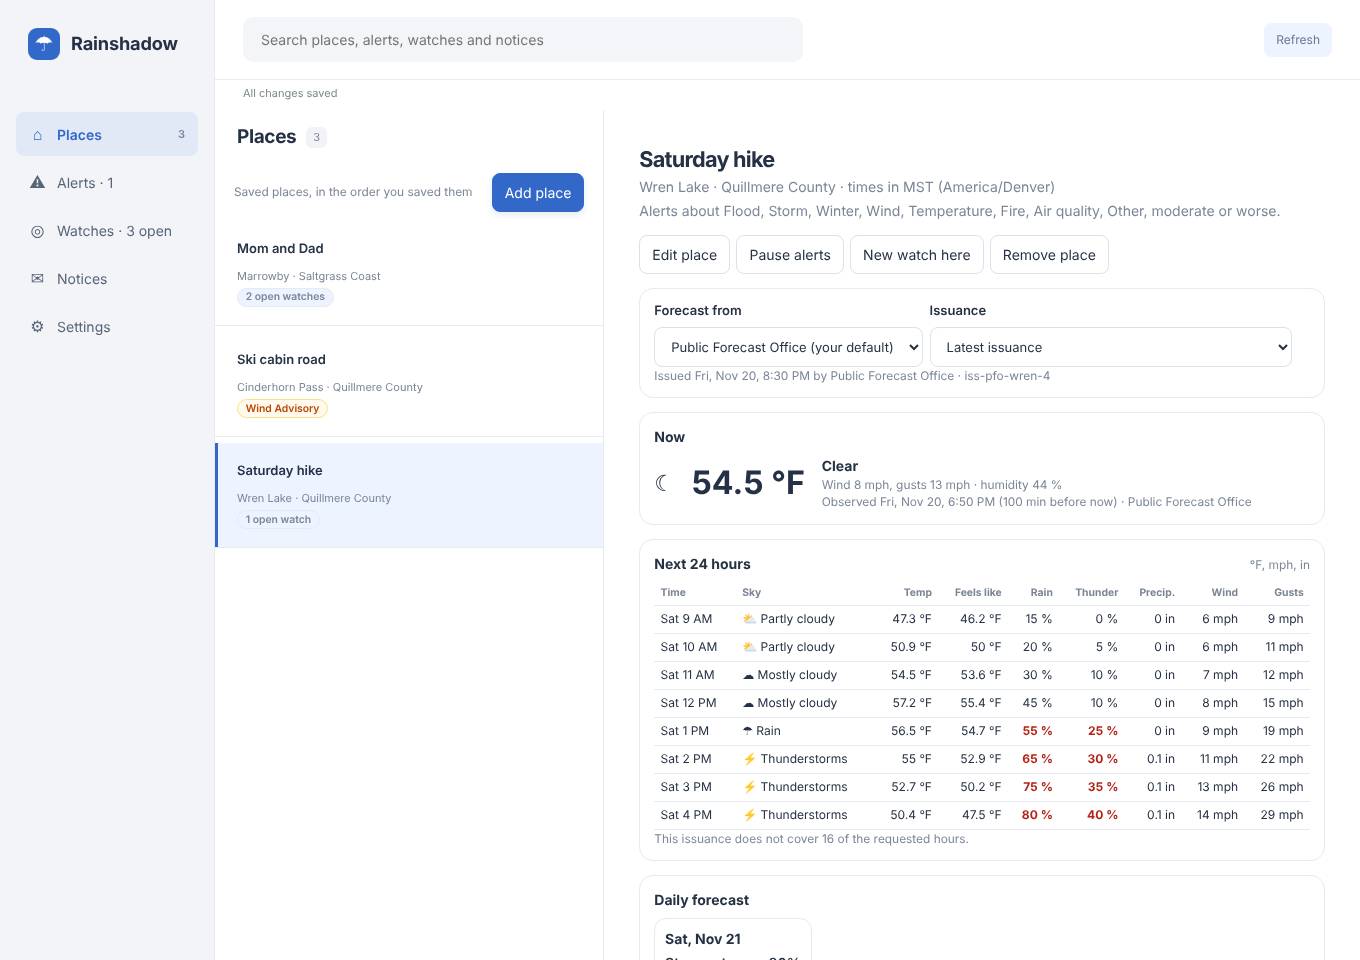 Rainshadow
Search places, alerts, watches and notices
Refresh
All changes saved
Places 3
Alerts · 1
Watches · 3 open
Notices
Settings
Places 3
Saved places, in the order you saved them
Add place
Mom and Dad
Marrowby · Saltgrass Coast
2 open watches
Ski cabin road
Cinderhorn Pass · Quillmere County
Wind Advisory
Saturday hike
Wren Lake · Quillmere County
1 open watch
Saturday hike
Wren Lake · Quillmere County · times in MST (America/Denver)
Alerts about Flood, Storm, Winter, Wind, Temperature, Fire, Air quality, Other, moderate or worse.
Edit place Pause alerts New watch here Remove place
Forecast from Issuance
Public Forecast Office (your default) Latest issuance
Issued Fri, Nov 20, 8:30 PM by Public Forecast Office · iss-pfo-wren-4
Now
54.5 °F
Clear
Wind 8 mph, gusts 13 mph · humidity 44 %
Observed Fri, Nov 20, 6:50 PM (100 min before now) · Public Forecast Office
Next 24 hours °F, mph, in
Time Sky Temp Feels like Rain Thunder Precip. Wind Gusts
Sat 9 AM Partly cloudy 47.3 °F 46.2 °F 15 % 0 % 0 in 6 mph 9 mph
Sat 10 AM Partly cloudy 50.9 °F 50 °F 20 % 5 % 0 in 6 mph 11 mph
Sat 11 AM Mostly cloudy 54.5 °F 53.6 °F 30 % 10 % 0 in 7 mph 12 mph
Sat 12 PM Mostly cloudy 57.2 °F 55.4 °F 45 % 10 % 0 in 8 mph 15 mph
Sat 1 PM Rain 56.5 °F 54.7 °F 55 % 25 % 0 in 9 mph 19 mph
Sat 2 PM Thunderstorms 55 °F 52.9 °F 65 % 30 % 0.1 in 11 mph 22 mph
Sat 3 PM Thunderstorms 52.7 °F 50.2 °F 75 % 35 % 0.1 in 13 mph 26 mph
Sat 4 PM Thunderstorms 50.4 °F 47.5 °F 80 % 40 % 0.1 in 14 mph 29 mph
This issuance does not cover 16 of the requested hours.
Daily forecast
Sat, Nov 21